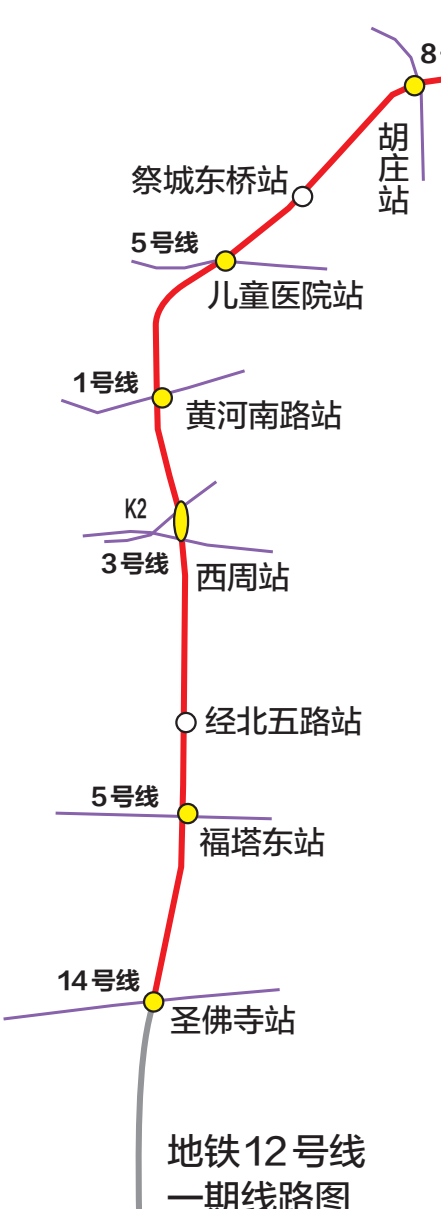 8
胡庄站
祭城东桥站
5号线
儿童医院站
1号线
黄河南路站
K2
3号线
西周站
经北五路站
5号线
福塔东站
14号线
圣佛寺站
地铁12号线
一期线路图